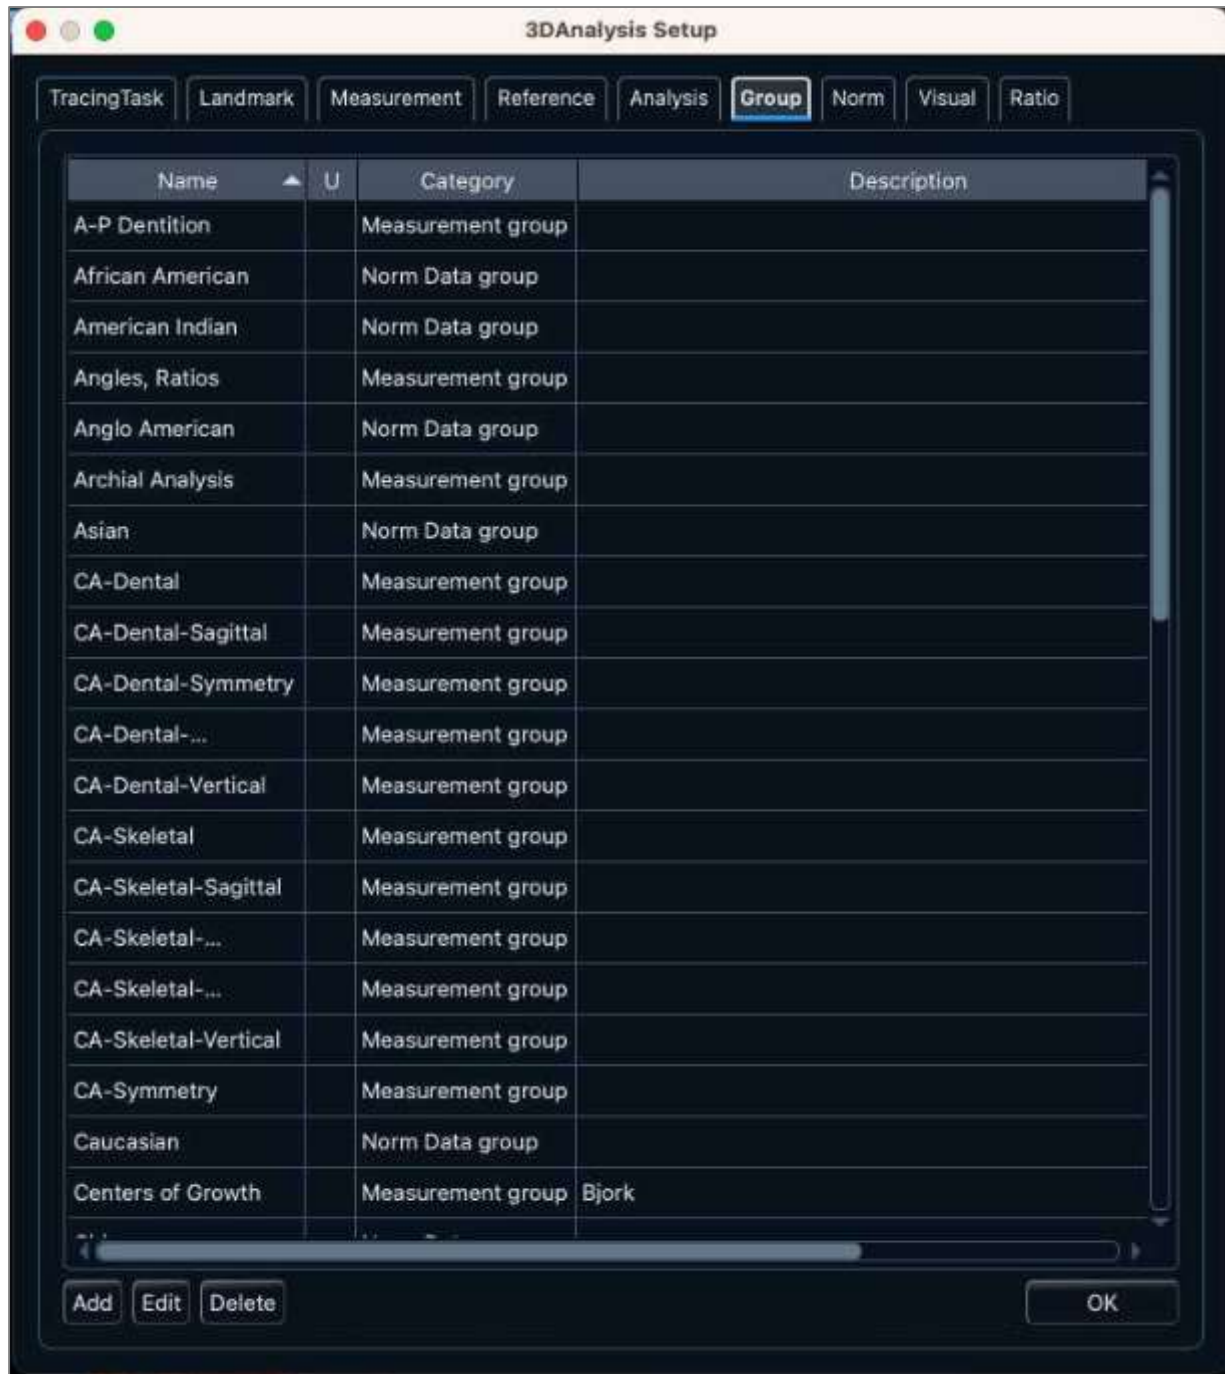 3DAnalysis Setup
TracingTask Landmark Measurement Reference Analysis Group Norm Visual Ratio
Name U Category Description
A-P Dentition Measurement group
African American Norm Data group
American Indian Norm Data group
Angles, Ratios Measurement group
Anglo American Norm Data group
Archial Analysis Measurement group
Asian Norm Data group
CA-Dental Measurement group
CA-Dental-Sagittal Measurement group
CA-Dental-Symmetry Measurement group
CA-Dental-... Measurement group
CA-Dental-Vertical Measurement group
CA-Skeletal Measurement group
CA-Skeletal-Sagittal Measurement group
CA-Skeletal-... Measurement group
CA-Skeletal-... Measurement group
CA-Skeletal-Vertical Measurement group
CA-Symmetry Measurement group
Caucasian Norm Data group
Centers of Growth Measurement group Bjork
Add Edit Delete OK